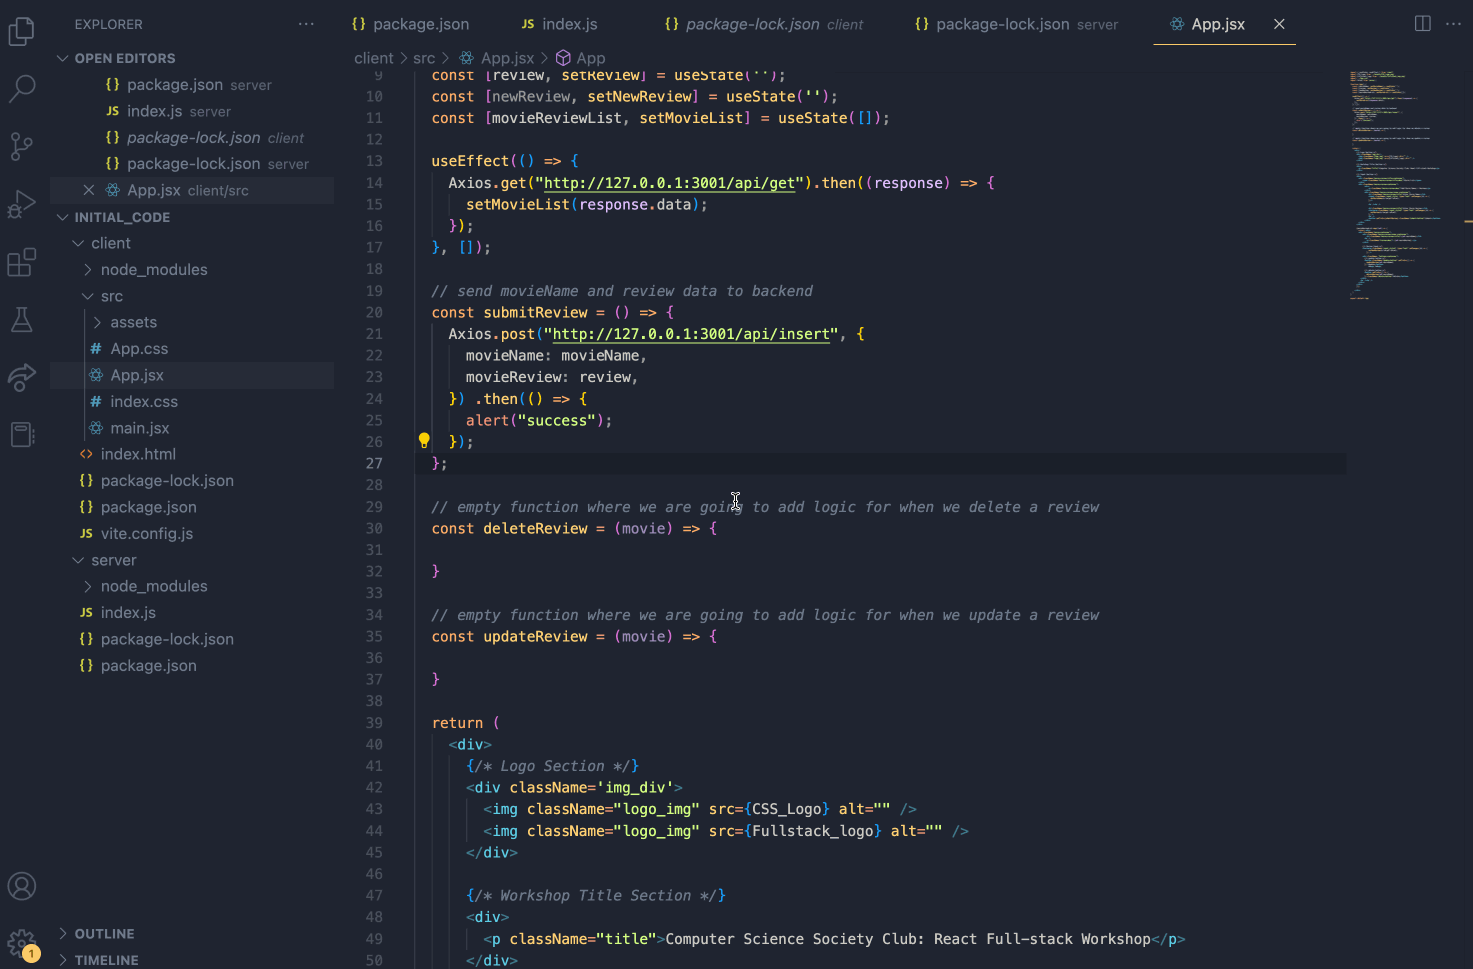 EXPLORER
OPEN EDITORS
package.json server
index.js server
package-lock.json client
package-lock.json server
App.jsx client/src
INITIAL_CODE
client
node_modules
src
assets
App.css
App.jsx
index.css
main.jsx
index.html
package-lock.json
package.json
vite.config.js
server
node_modules
index.js
package-lock.json
package.json
OUTLINE
TIMELINE
1
package.json
index.js
package-lock.json client
package-lock.json server
App.jsx
client > src > App.jsx > App
9 const [review, setReview] = useState('');
10 const [newReview, setNewReview] = useState('');
11 const [movieReviewList, setMovieList] = useState([]);
12
13 useEffect(() => {
14 Axios.get("http://127.0.0.1:3001/api/get").then((response) => {
15 setMovieList(response.data);
16 });
17 }, []);
18
19 // send movieName and review data to backend
20 const submitReview = () => {
21 Axios.post("http://127.0.0.1:3001/api/insert", {
22 movieName: movieName,
23 movieReview: review,
24 }) .then(() => {
25 alert("success");
26 });
27 };
28
29 // empty function where we are going to add logic for when we delete a review
30 const deleteReview = (movie) => {
31
32 }
33
34 // empty function where we are going to add logic for when we update a review
35 const updateReview = (movie) => {
36
37 }
38
39 return (
40 <div>
41 {/* Logo Section */}
42 <div className='img_div'>
43 <img className="logo_img" src={CSS_Logo} alt="" />
44 <img className="logo_img" src={Fullstack_logo} alt="" />
45 </div>
46
47 {/* Workshop Title Section */}
48 <div>
49 <p className="title">Computer Science Society Club: React Full-stack Workshop</p>
50 </div>